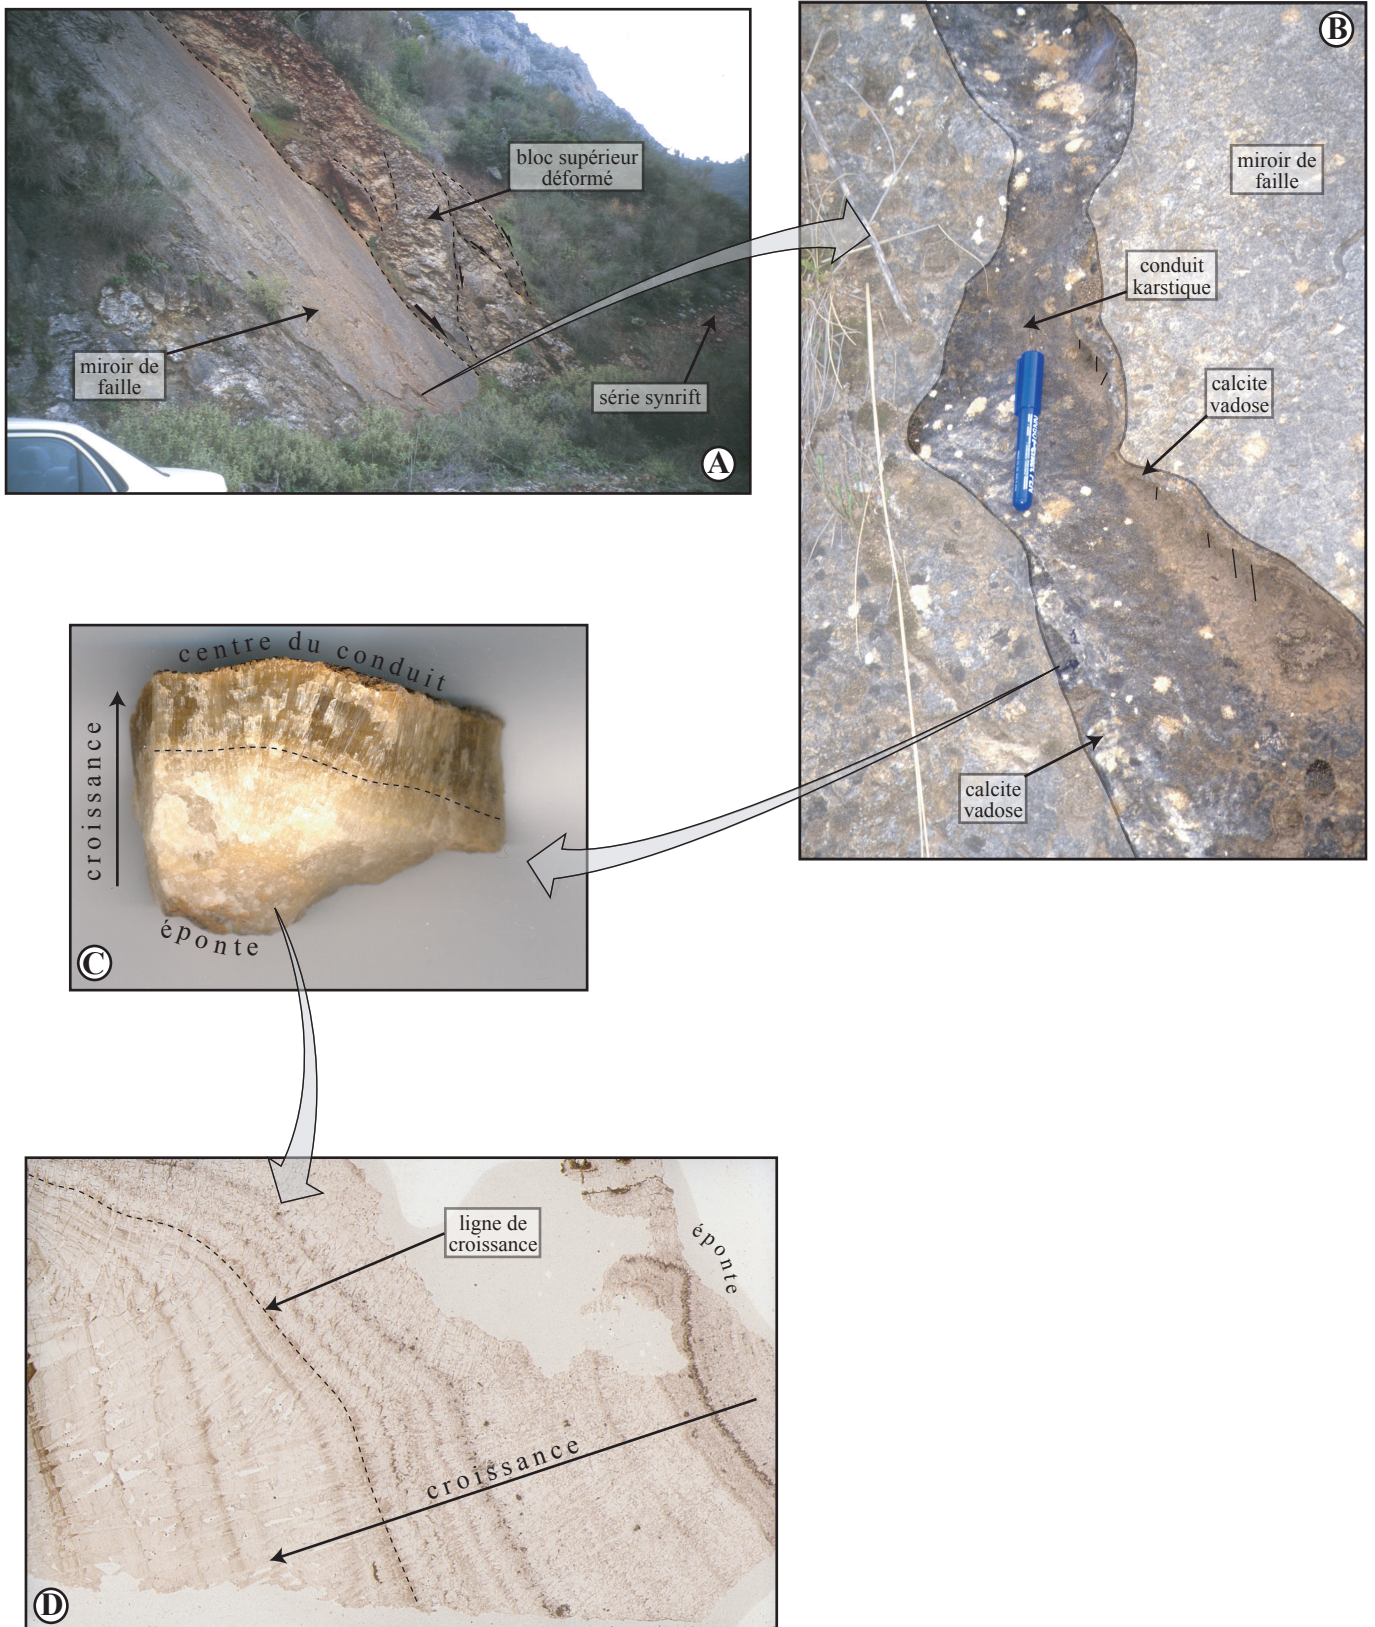 bloc supérieur
déformé
miroir de
faille
série synrift
A
B
miroir de
faille
conduit
karstique
calcite
vadose
calcite
vadose
centre du conduit
croissance
éponte
C
ligne de
croissance
éponte
croissance
D